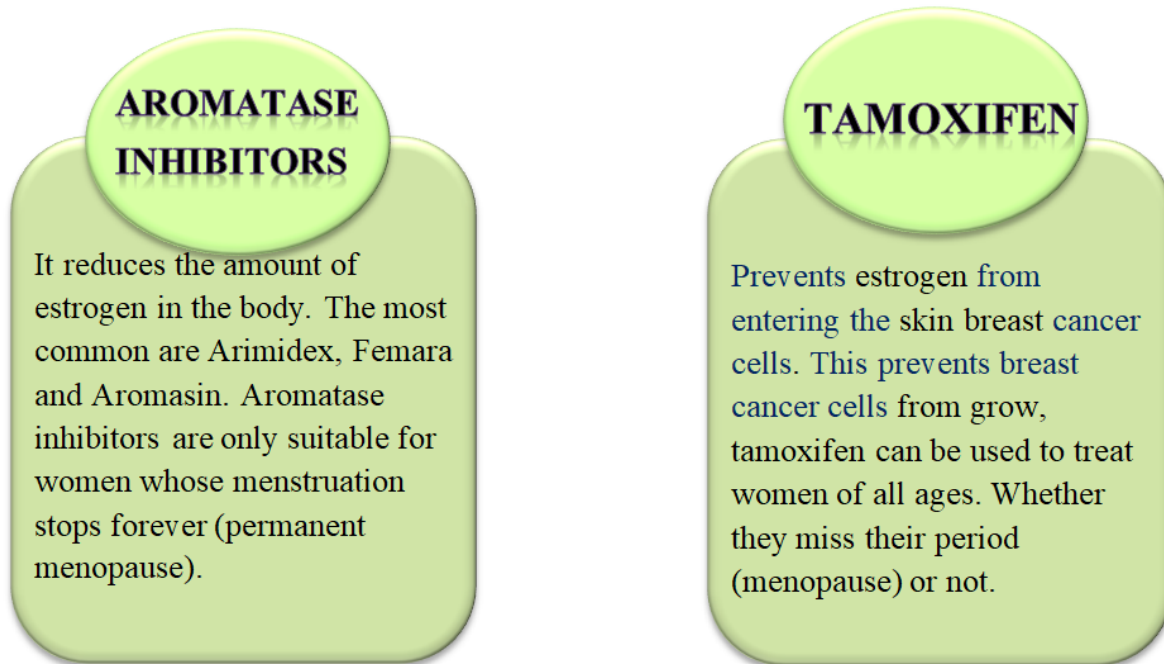 AROMATASE
INHIBITORS
It reduces the amount of
estrogen in the body. The most
common are Arimidex, Femara
and Aromasin. Aromatase
inhibitors are only suitable for
women whose menstruation
stops forever (permanent
menopause).
TAMOXIFEN
Prevents estrogen from
entering the skin breast cancer
cells. This prevents breast
cancer cells from grow,
tamoxifen can be used to treat
women of all ages. Whether
they miss their period
(menopause) or not.